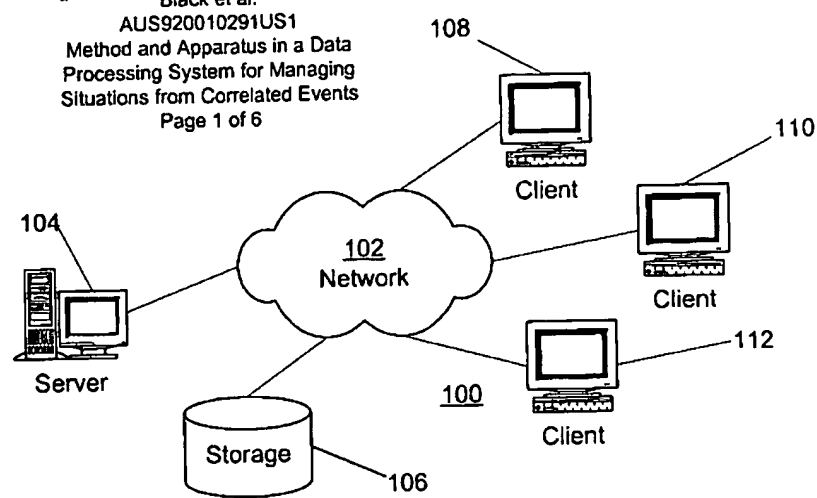 Black et al.
AUS920010291US1
Method and Apparatus in a Data
Processing System for Managing
Situations from Correlated Events
Page 1 of 6
108
Client
110
Client
104
Server
102
Network
112
Client
100
Storage
106